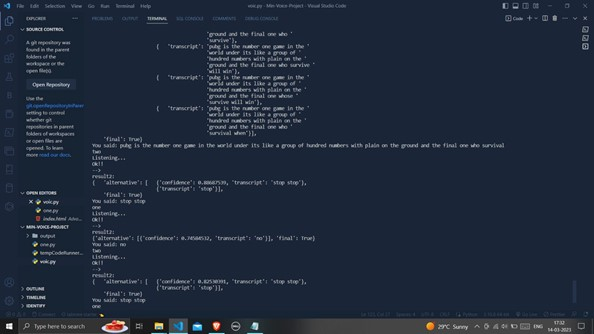 File Edit Selection View Go Run Terminal Help
voic.py - Min-Voice-Project - Visual Studio Code
EXPLORER
PROBLEMS OUTPUT TERMINAL SQL CONSOLE COMMENTS DEBUG CONSOLE
Code
SOURCE CONTROL
A git repository was
found in the parent
folders of the
workspace or the
open file(s).
Open Repository
Use the
git.openRepositoryInParen
setting to control
whether git
repositories in parent
folders of workspaces
or open files are
opened. To learn
more read our docs.
OPEN EDITORS
voic.py
one.py
index.html
MIN-VOICE-PROJECT
output
one.py
tempCodeRunner...
voic.py
OUTLINE
TIMELINE
IDENTIFY
'ground and the final one who '
'survive'},
{ 'transcript': 'pubg is the number one game in the '
'world under its like a group of '
'hundred numbers with plain on the '
'ground and the final one who survive '
'will win'},
{ 'transcript': 'pubg is the number one game in the '
'world under its like a group of '
'hundred numbers with plain on the '
'ground and the final one whose '
'survive will win'},
{ 'transcript': 'pubg is the number one game in the '
'world under its like a group of '
'hundred numbers with plain on the '
'ground and the final one who '
'survival when'}],
'final': True}
You said: pubg is the number one game in the world under its like a group of hundred numbers with plain on the ground and the final one who survival
two
Listening...
Ok!!
-->
result2:
{ 'alternative': [ {'confidence': 0.88687539, 'transcript': 'stop stop'},
{'transcript': 'stop'}],
'final': True}
You said: stop stop
one
Listening...
Ok!!
-->
result2:
{'alternative': [{'confidence': 0.74584532, 'transcript': 'no'}], 'final': True}
You said: no
two
Listening...
Ok!!
-->
result2:
{ 'alternative': [ {'confidence': 0.82530391, 'transcript': 'stop stop'},
{'transcript': 'stop'}],
'final': True}
You said: stop stop
one
Type here to search
29°C Sunny
ENG
17:32
14-03-2023